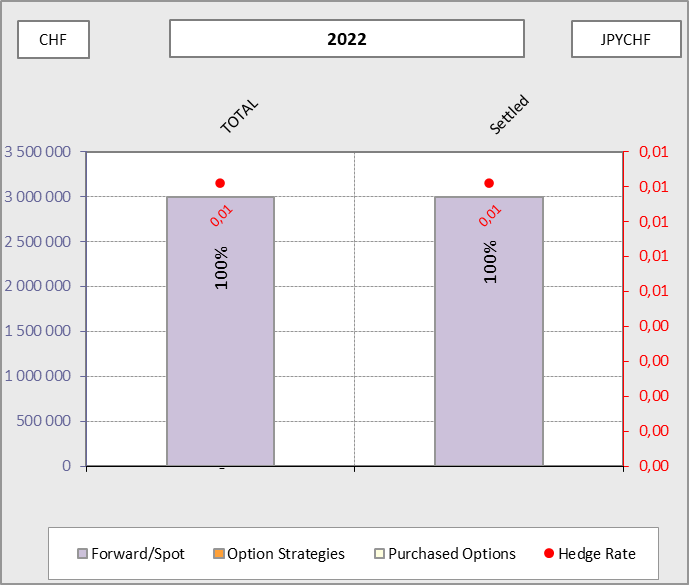 CHF
2022
JPYCHF
TOTAL
Settled
3 500 000
3 000 000
2 500 000
2 000 000
1 500 000
1 000 000
500 000
0
0,01
100%
0,01
100%
-
0,01
0,01
0,01
0,01
0,01
0,00
0,00
0,00
0,00
0,00
Forward/Spot
Option Strategies
Purchased Options
Hedge Rate